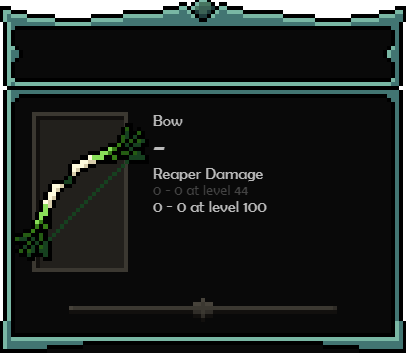 Bow
–
Reaper Damage
0 - 0 at level 44
0 - 0 at level 100